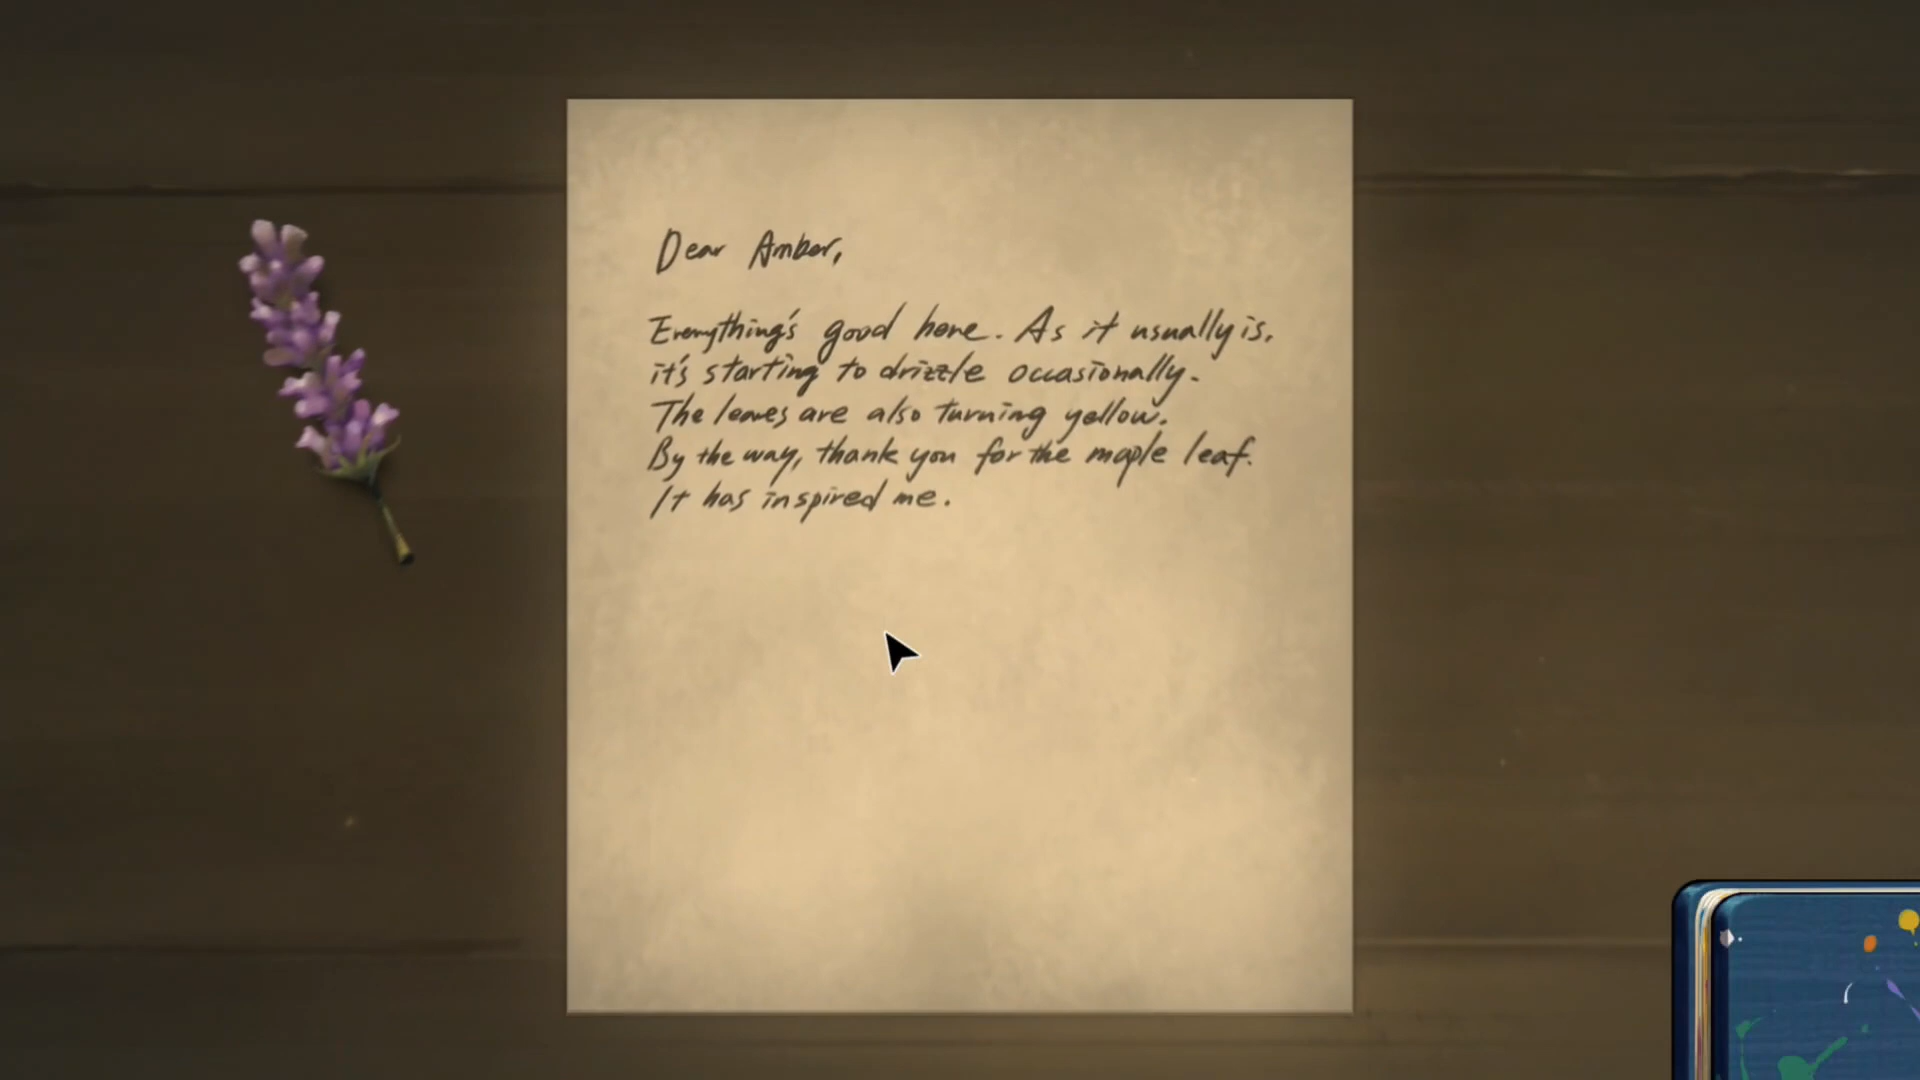 Dear Amber,
Everything's good here. As it usually is,
it's starting to drizzle occasionally.
The leaves are also turning yellow.
By the way, thank you for the maple leaf.
It has inspired me.